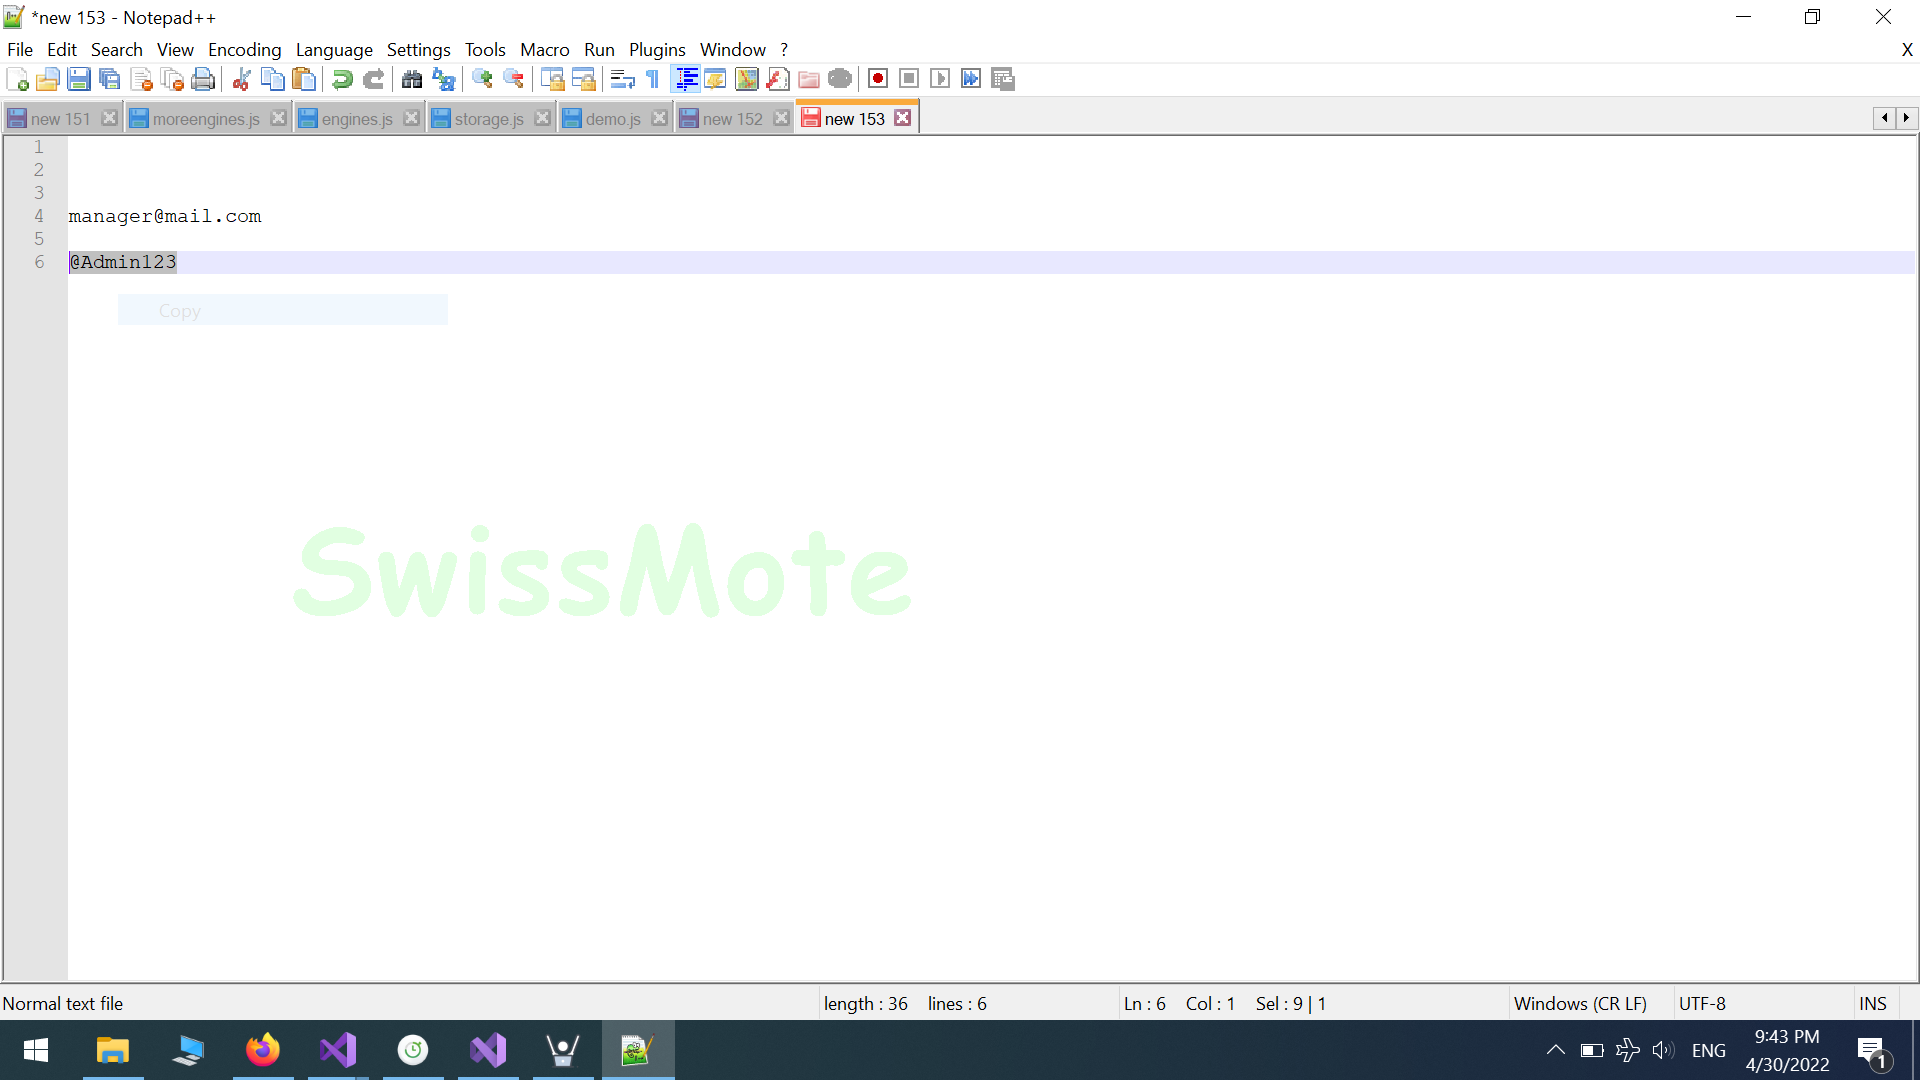 *new 153 - Notepad++
File Edit Search View Encoding Language Settings Tools Macro Run Plugins Window ? X
new 151 moreengines.js engines.js storage.js demo.js new 152 new 153
1
2
3
4 manager@mail.com
5
6 @Admin123
Copy
SwissMote
Normal text file length : 36 lines : 6 Ln : 6 Col : 1 Sel : 9 | 1 Windows (CR LF) UTF-8 INS
ENG 9:43 PM
4/30/2022 1